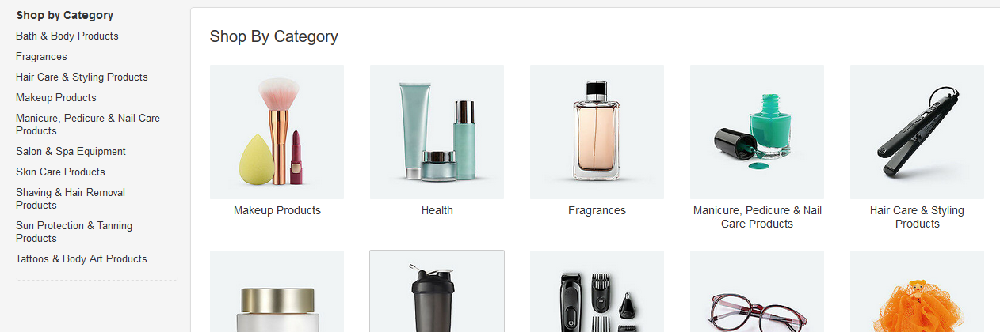 Shop by Category
Bath & Body Products
Fragrances
Hair Care & Styling Products
Makeup Products
Manicure, Pedicure & Nail Care
Products
Salon & Spa Equipment
Skin Care Products
Shaving & Hair Removal
Products
Sun Protection & Tanning
Products
Tattoos & Body Art Products
Shop By Category
Makeup Products
Health
Fragrances
Manicure, Pedicure & Nail
Care Products
Hair Care & Styling
Products